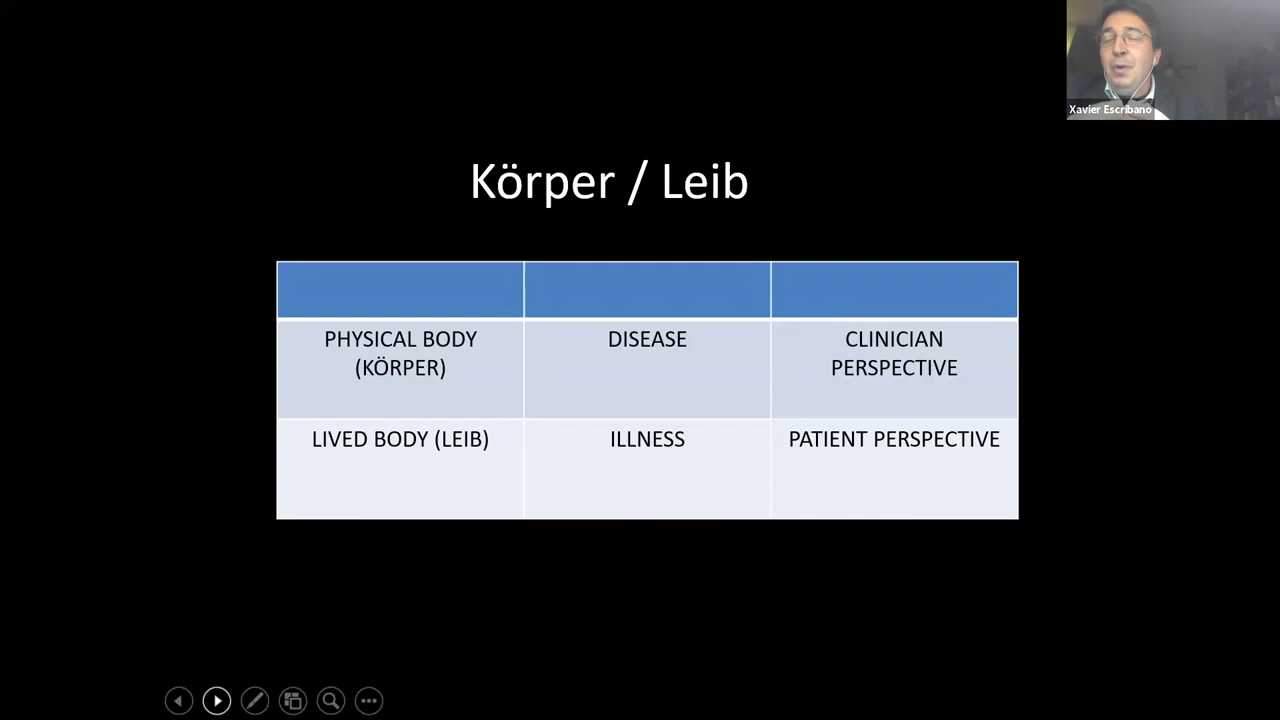 Xavier Escribano
Körper / Leib
PHYSICAL BODY
(KÖRPER)
DISEASE
CLINICIAN
PERSPECTIVE
LIVED BODY (LEIB)
ILLNESS
PATIENT PERSPECTIVE